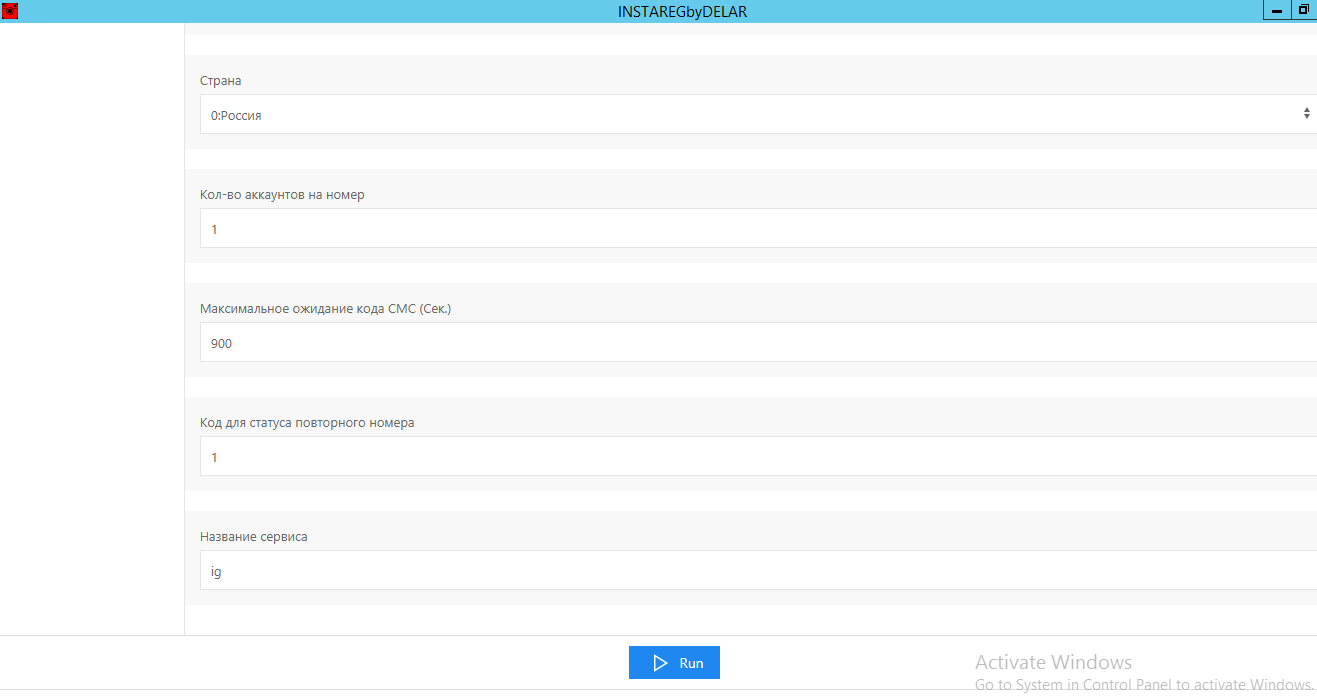 INSTAREGbyDELAR
Страна
0:Россия
Кол-во аккаунтов на номер
1
Максимальное ожидание кода СМС (Сек.)
900
Код для статуса повторного номера
1
Название сервиса
ig
Run
Activate Windows
Go to System in Control Panel to activate Windows.